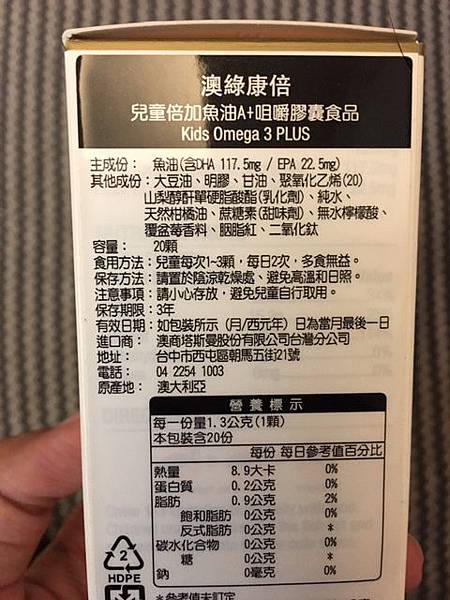 澳綠康倍
兒童倍加魚油A+咀嚼膠囊食品
Kids Omega 3 PLUS
主成份： 魚油(含DHA 117.5mg / EPA 22.5mg)
其他成份：大豆油、明膠、甘油、聚氧化乙烯(20)
山梨醇酐單硬脂酸酯(乳化劑)、純水、
天然柑橘油、蔗糖素(甜味劑)、無水檸檬酸、
覆盆莓香料、胭脂紅、二氧化鈦
容量： 20顆
食用方法：兒童每次1~3顆，每日2次，多食無益。
保存方法：請置於陰涼乾燥處、避免高溫和日照。
注意事項：請小心存放，避免兒童自行取用。
保存期限：3年
有效日期：如包裝所示（月/西元年）日為當月最後一日
進口商： 澳商塔斯曼股份有限公司台灣分公司
地址： 台中市西屯區朝馬五街21號
電話： 04 2254 1003
原產地： 澳大利亞
營養標示
每一份量1.3公克(1顆)
本包裝含20份
每份 每日參考值百分比
熱量 8.9大卡 0%
蛋白質 0.2公克 0%
脂肪 0.9公克 2%
飽和脂肪 0公克 0%
反式脂肪 0公克 *
碳水化合物 0公克 0%
糖 0公克 *
鈉 0毫克 0%
*參考值未訂定
2
HDPE